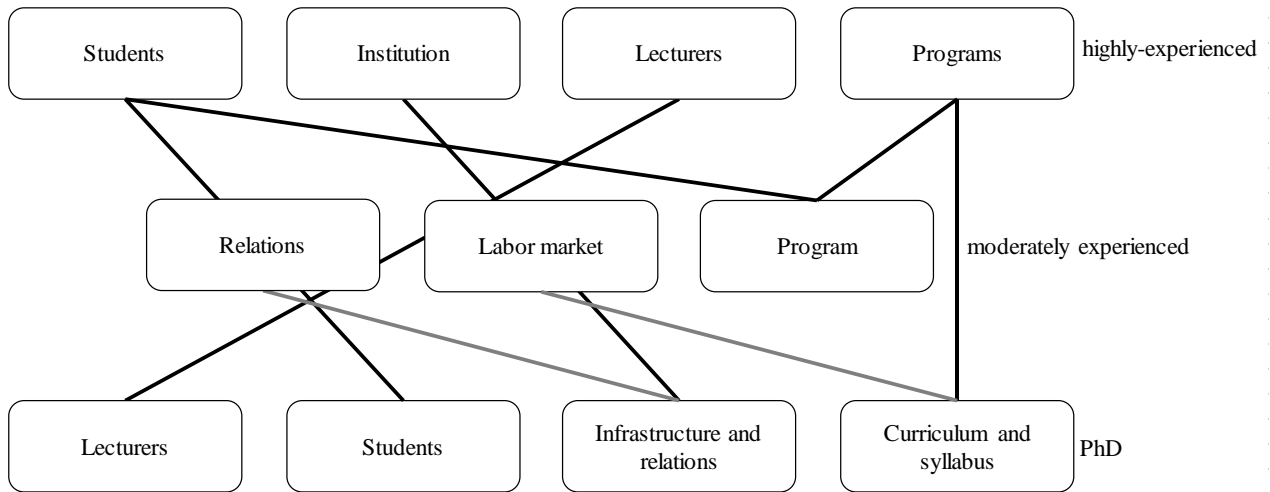 Students
Institution
Lecturers
Programs
highly-experienced
Relations
Labor market
Program
moderately experienced
Lecturers
Students
Infrastructure and
relations
Curriculum and
syllabus
PhD